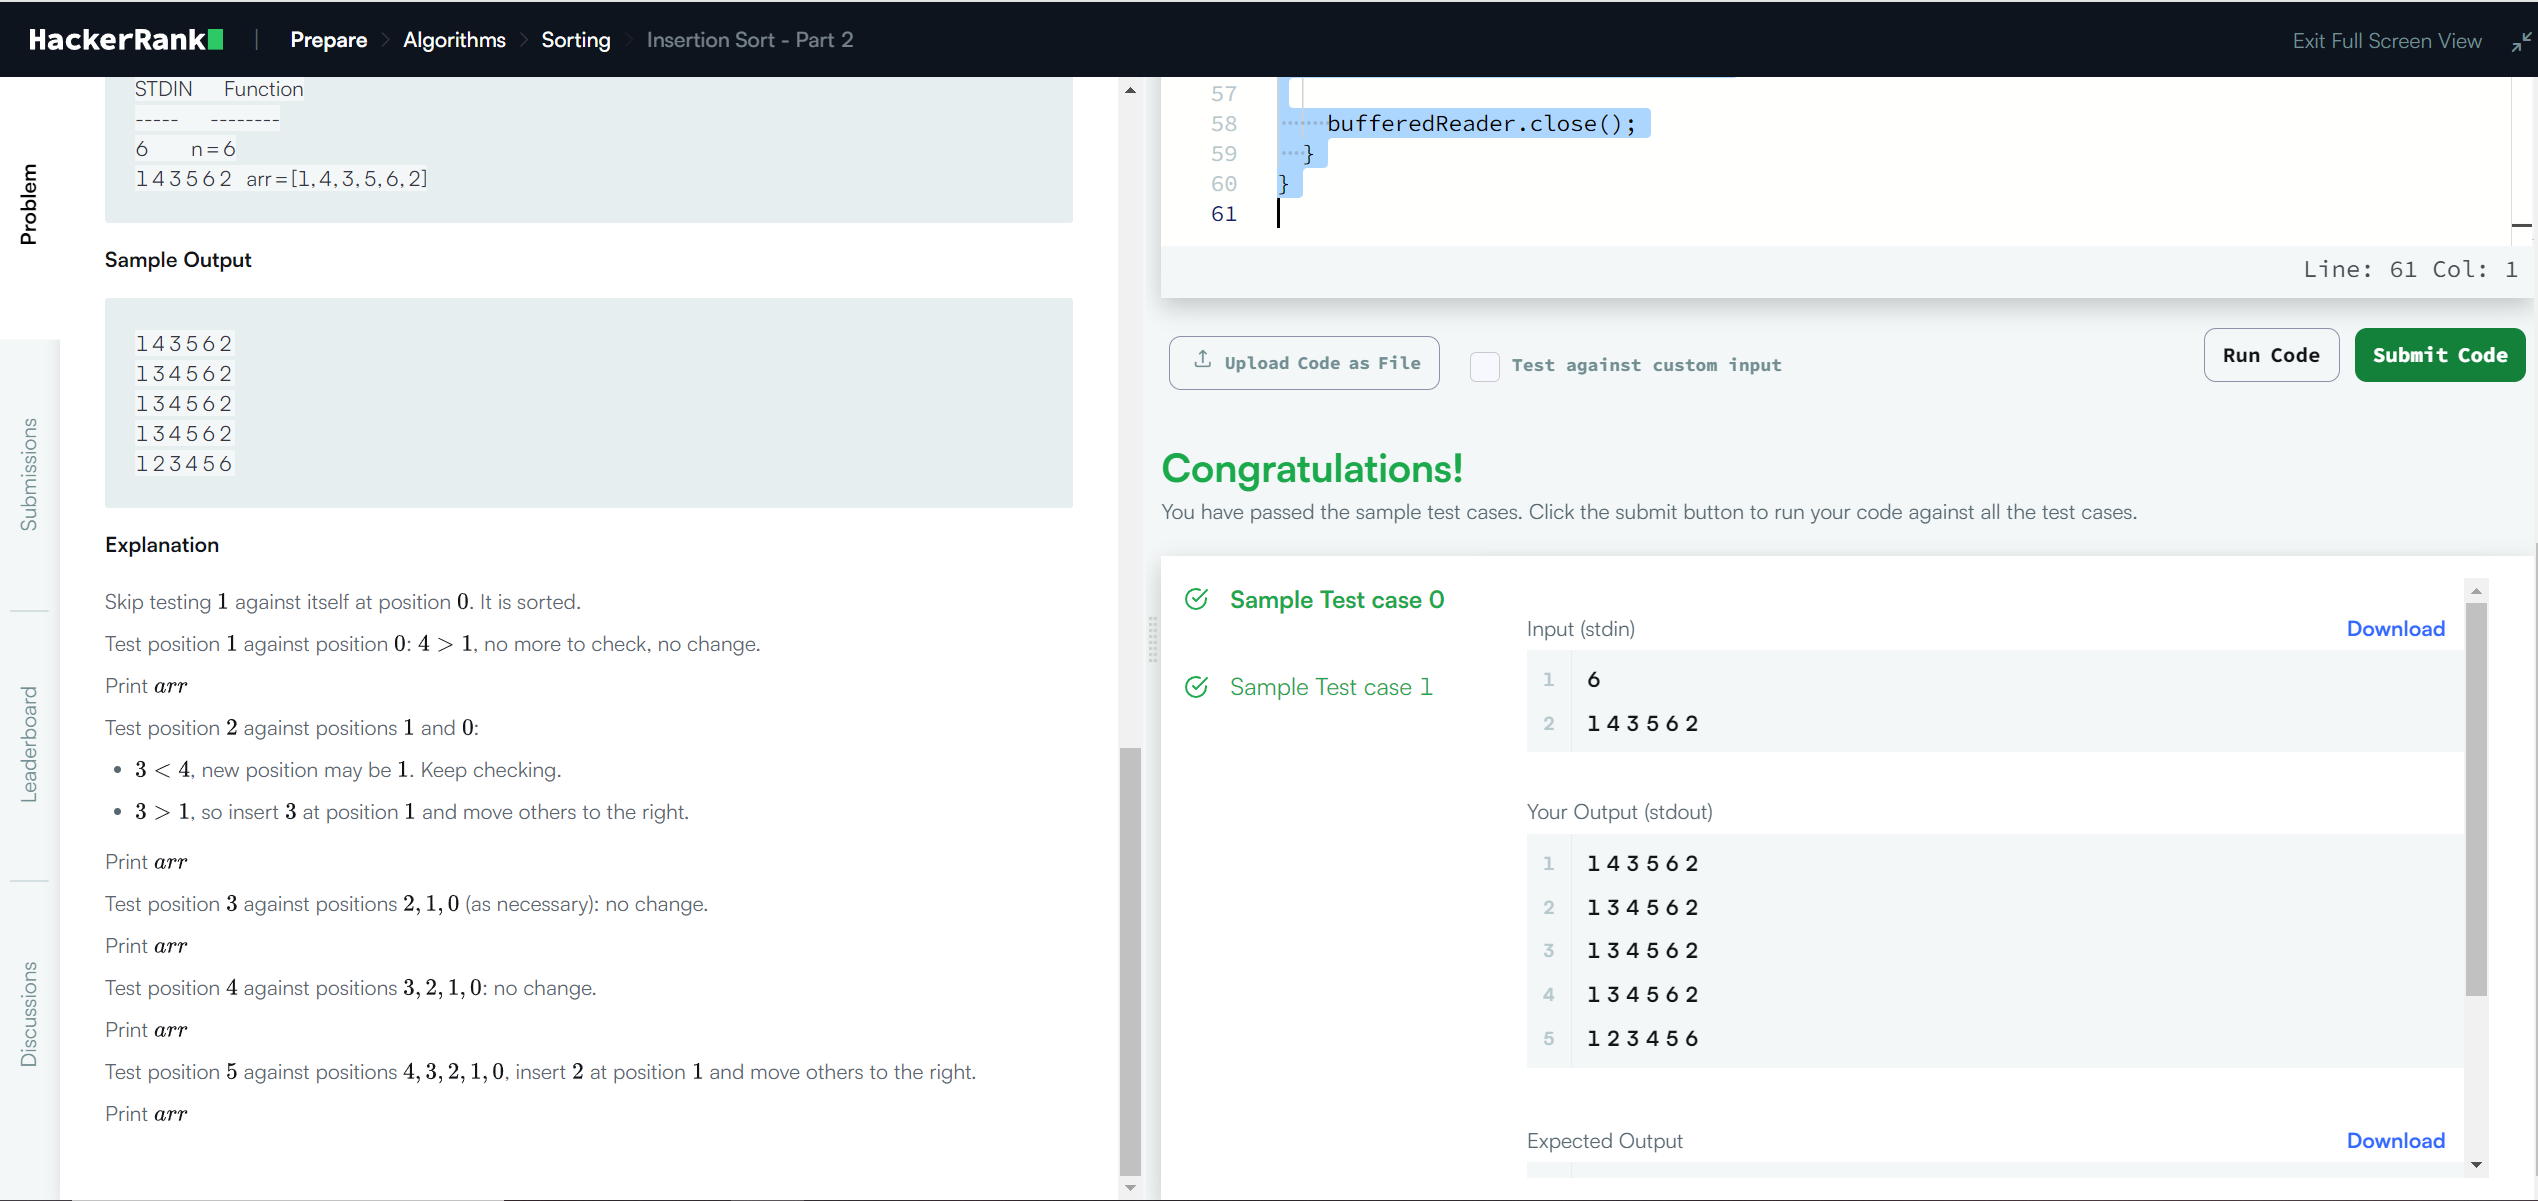 HackerRank | Prepare > Algorithms > Sorting > Insertion Sort - Part 2
Exit Full Screen View
Problem
Submissions
Leaderboard
Discussions
STDIN Function
----- --------
6 n = 6
1 4 3 5 6 2 arr = [1, 4, 3, 5, 6, 2]
Sample Output
1 4 3 5 6 2
1 3 4 5 6 2
1 3 4 5 6 2
1 3 4 5 6 2
1 2 3 4 5 6
Explanation
Skip testing 1 against itself at position 0. It is sorted.
Test position 1 against position 0: 4 > 1, no more to check, no change.
Print arr
Test position 2 against positions 1 and 0:
• 3 < 4, new position may be 1. Keep checking.
• 3 > 1, so insert 3 at position 1 and move others to the right.
Print arr
Test position 3 against positions 2, 1, 0 (as necessary): no change.
Print arr
Test position 4 against positions 3, 2, 1, 0: no change.
Print arr
Test position 5 against positions 4, 3, 2, 1, 0, insert 2 at position 1 and move others to the right.
Print arr
57
58 bufferedReader.close();
59 }
60 }
61
Line: 61 Col: 1
Upload Code as File
Test against custom input
Run Code
Submit Code
Congratulations!
You have passed the sample test cases. Click the submit button to run your code against all the test cases.
Sample Test case 0
Sample Test case 1
Input (stdin)
Download
1 6
2 1 4 3 5 6 2
Your Output (stdout)
1 1 4 3 5 6 2
2 1 3 4 5 6 2
3 1 3 4 5 6 2
4 1 3 4 5 6 2
5 1 2 3 4 5 6
Expected Output
Download